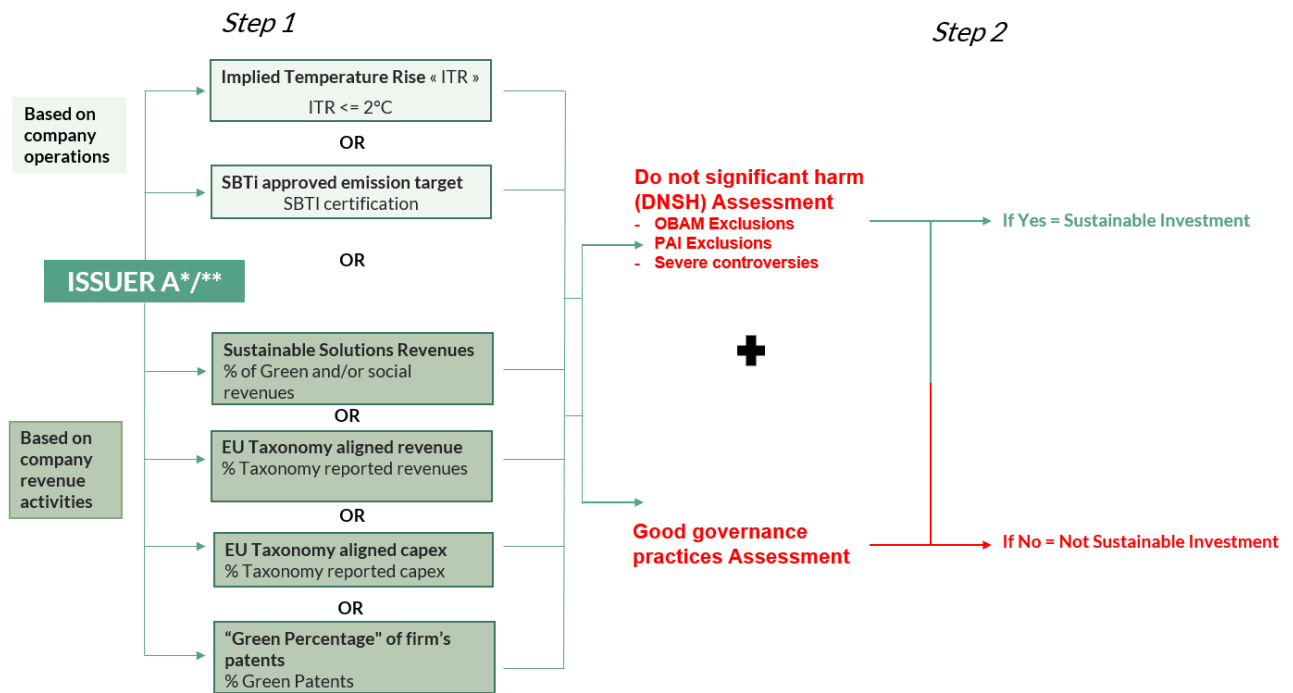 Step 1
Step 2
Based on
company
operations
Implied Temperature Rise « ITR »
ITR <= 2°C
OR
SBTi approved emission target
SBTI certification
OR
ISSUER A*/**
Based on
company
revenue
activities
Sustainable Solutions Revenues
% of Green and/or social
revenues
OR
EU Taxonomy aligned revenue
% Taxonomy reported revenues
OR
EU Taxonomy aligned capex
% Taxonomy reported capex
OR
“Green Percentage" of firm’s
patents
% Green Patents
Do not significant harm
(DNSH) Assessment
- OBAM Exclusions
- PAI Exclusions
- Severe controversies
Good governance
practices Assessment
If Yes = Sustainable Investment
If No = Not Sustainable Investment